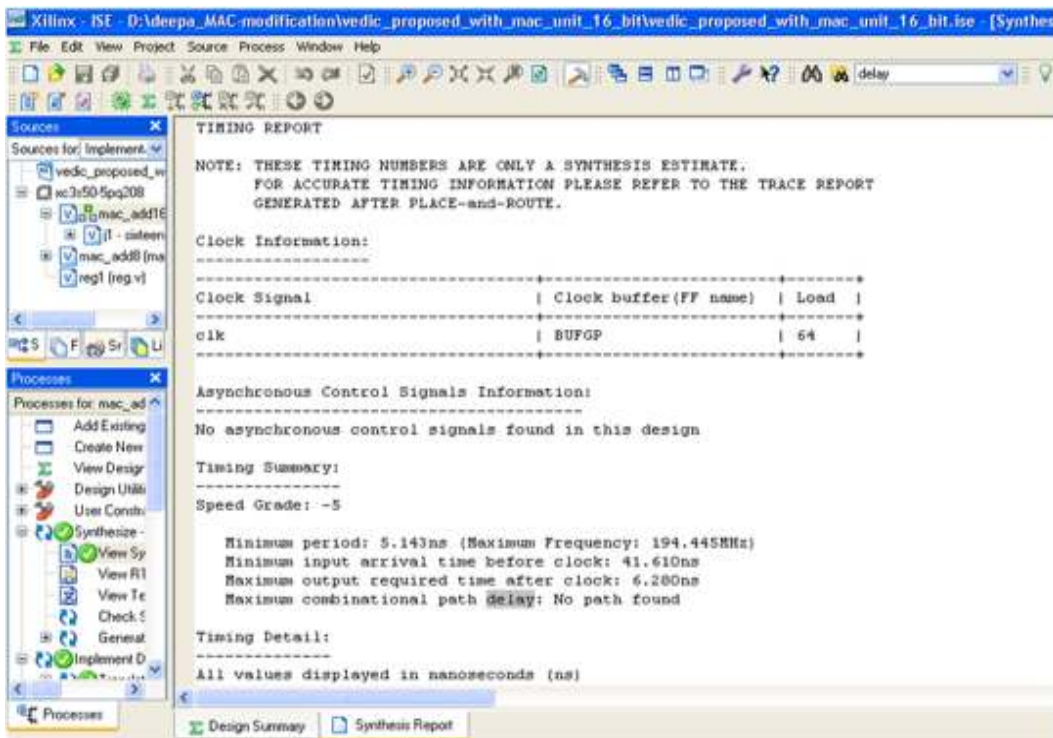 Xilinx - ISE - D:\deepa_MAC-modification\vedic_proposed_with_mac_unit_16_bit\vedic_proposed_with_mac_unit_16_bit.ise - [Synthes
File Edit View Project Source Process Window Help
delay
Sources
Sources for: Implement.
vedic_proposed_w
xc3s50-5pq208
mac_add16
mac_add8 (ma
reg1 (reg.v)
S F Sr Li
Processes
Processes for: mac_ad
Add Existing
Create New
View Design
Design Utiliti
User Constr
Synthesize -
View Sy
View RT
View Te
Check S
Generat
Implement D
Processes
TIMING REPORT
NOTE: THESE TIMING NUMBERS ARE ONLY A SYNTHESIS ESTIMATE.
FOR ACCURATE TIMING INFORMATION PLEASE REFER TO THE TRACE REPORT
GENERATED AFTER PLACE-and-ROUTE.
Clock Information:
------------------
-----------------------------------+------------------------+-------+
Clock Signal | Clock buffer(FF name) | Load |
-----------------------------------+------------------------+-------+
clk | BUFGP | 64 |
-----------------------------------+------------------------+-------+
Asynchronous Control Signals Information:
----------------------------------------
No asynchronous control signals found in this design
Timing Summary:
---------------
Speed Grade: -5
Minimum period: 5.143ns (Maximum Frequency: 194.445MHz)
Minimum input arrival time before clock: 41.610ns
Maximum output required time after clock: 6.280ns
Maximum combinational path delay: No path found
Timing Detail:
--------------
All values displayed in nanoseconds (ns)
Design Summary Synthesis Report